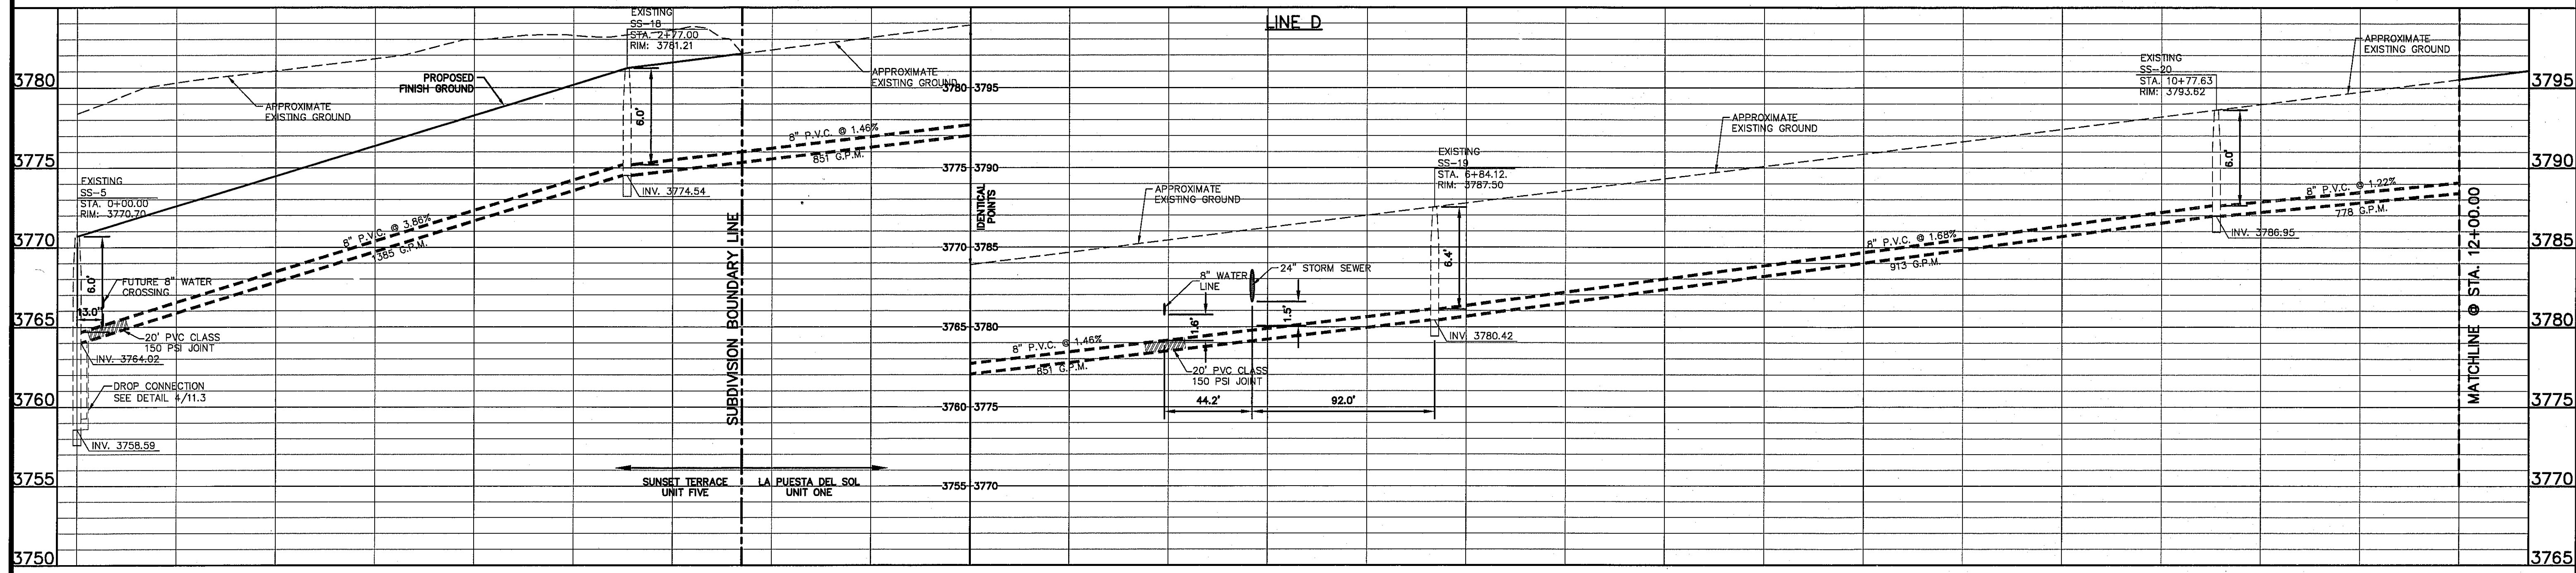 LINE D
EXISTING
SS-18
STA. 2+77.00
RIM: 3781.21
APPROXIMATE
EXISTING GROUND
PROPOSED
FINISH GROUND
APPROXIMATE
EXISTING GROUND
6.0'
8" P.V.C. @ 1.46%
851 G.P.M.
INV. 3774.54
EXISTING
SS-5
STA. 0+00.00
RIM: 3770.70
8" P.V.C. @ 3.86%
1385 G.P.M.
6.0'
FUTURE 8" WATER
CROSSING
13.0'
20' PVC CLASS
150 PSI JOINT
INV. 3764.02
DROP CONNECTION
SEE DETAIL 4/11.3
INV. 3758.59
SUBDIVISION BOUNDARY LINE
SUNSET TERRACE
UNIT FIVE
LA PUESTA DEL SOL
UNIT ONE
3780
3775
3770
3765
3760
3755
3750
3780 3795
3775 3790
IDENTICAL
POINTS
3770 3785
3765 3780
3760 3775
3755 3770
APPROXIMATE
EXISTING GROUND
8" WATER
LINE
24" STORM SEWER
1.6'
1.5'
8" P.V.C. @ 1.46%
851 G.P.M.
20' PVC CLASS
150 PSI JOINT
44.2'
92.0'
EXISTING
SS-19
STA. 6+84.12.
RIM: 3787.50
6.4'
INV. 3780.42
APPROXIMATE
EXISTING GROUND
8" P.V.C. @ 1.68%
913 G.P.M.
EXISTING
SS-20
STA. 10+77.63
RIM: 3793.62
6.0'
INV. 3786.95
APPROXIMATE
EXISTING GROUND
8" P.V.C. @ 1.22%
778 G.P.M.
MATCHLINE @ STA. 12+00.00
3795
3790
3785
3780
3775
3770
3765